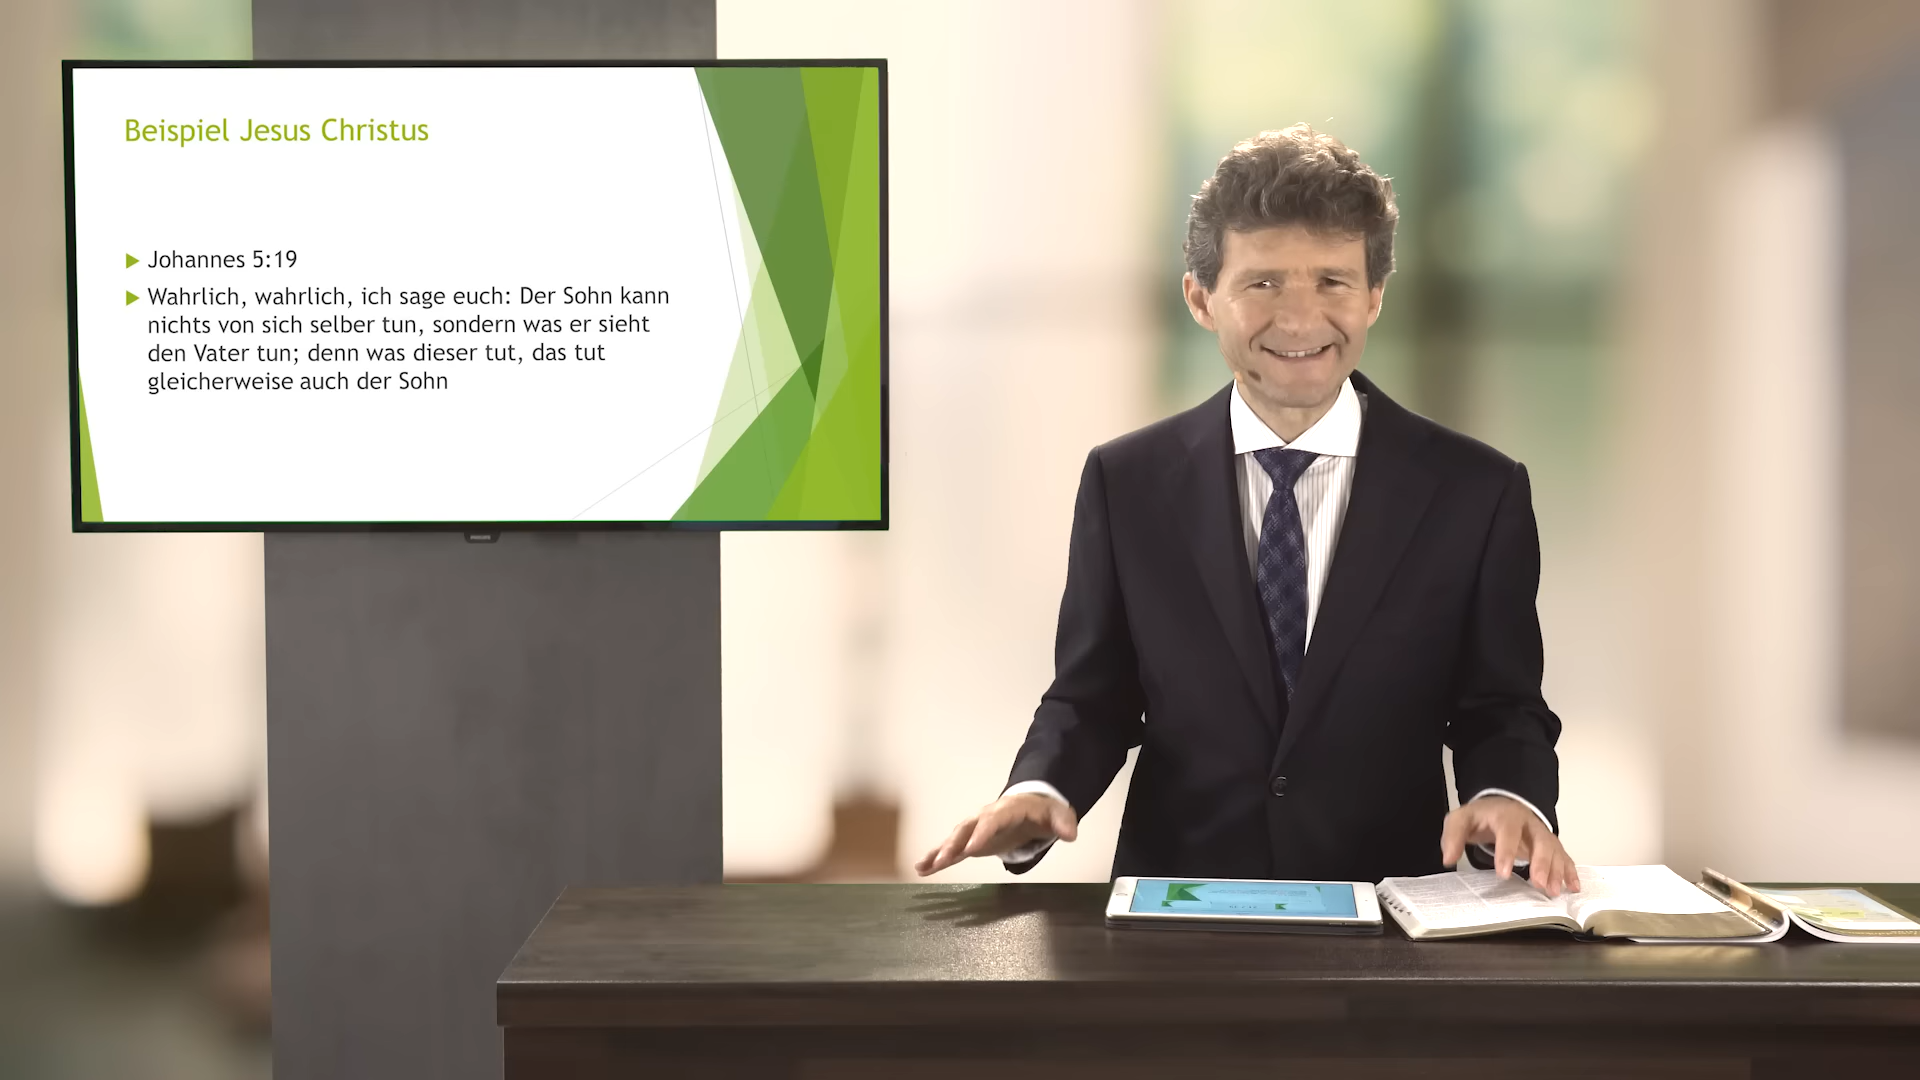 Beispiel Jesus Christus
Johannes 5:19
Wahrlich, wahrlich, ich sage euch: Der Sohn kann
nichts von sich selber tun, sondern was er sieht
den Vater tun; denn was dieser tut, das tut
gleicherweise auch der Sohn